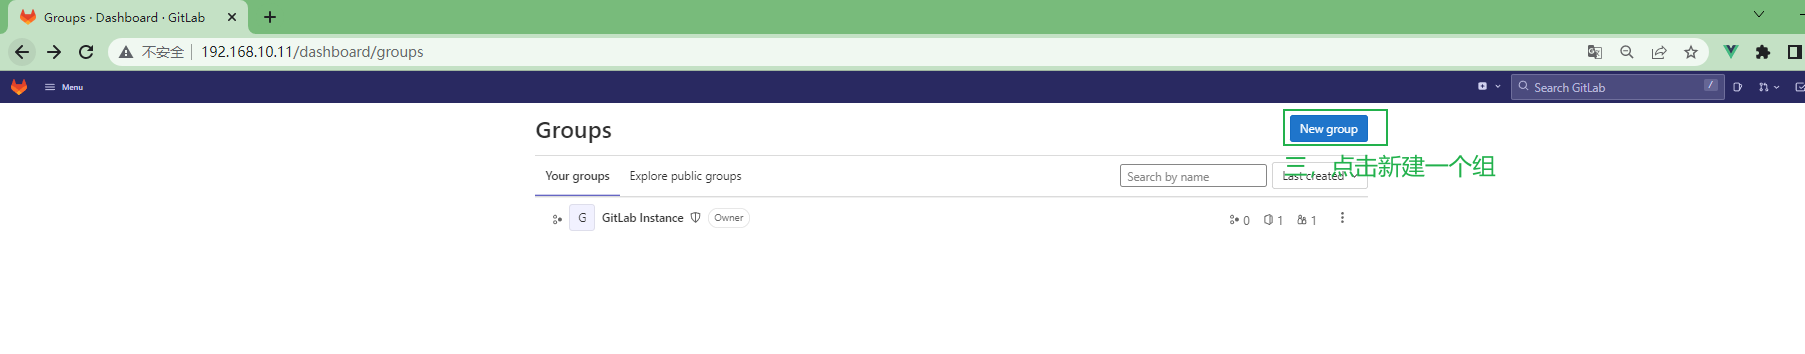 Groups · Dashboard · GitLab
不安全 192.168.10.11/dashboard/groups
Menu
Search GitLab /
Groups
New group
三、点击新建一个组
Your groups Explore public groups
Search by name
Last created
G GitLab Instance Owner
0 1 1